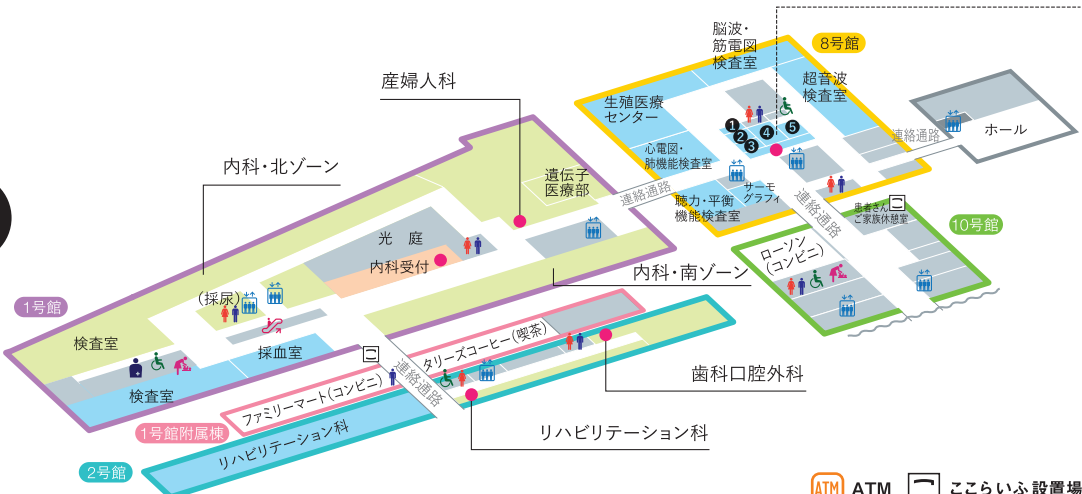 脳波・
筋電図
検査室
8号館
産婦人科
超音波
検査室
生殖医療
センター
❶
❷
❸
❹
❺
連絡通路
ホール
心電図・
肺機能検査室
内科・北ゾーン
遺伝子
医療部
連絡通路
サーモ
グラフィ
聴力・平衡
機能検査室
連絡通路
患者さん
ご家族休憩室
10号館
光 庭
内科受付
内科・南ゾーン
ローソン
(コンビニ)
1号館
(採尿)
検査室
採血室
タリーズコーヒー(喫茶)
連絡通路
歯科口腔外科
検査室
ファミリーマート(コンビニ)
1号館附属棟
リハビリテーション科
リハビリテーション科
2号館
ATM ATM
ここらいふ設置場